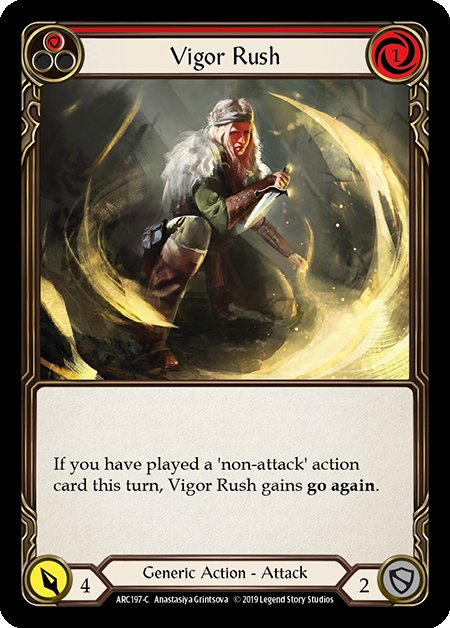 Vigor Rush
1
If you have played a 'non-attack' action
card this turn, Vigor Rush gains go again.
4
Generic Action - Attack
2
ARC197-C Anastasiya Grintsova © 2019 Legend Story Studios